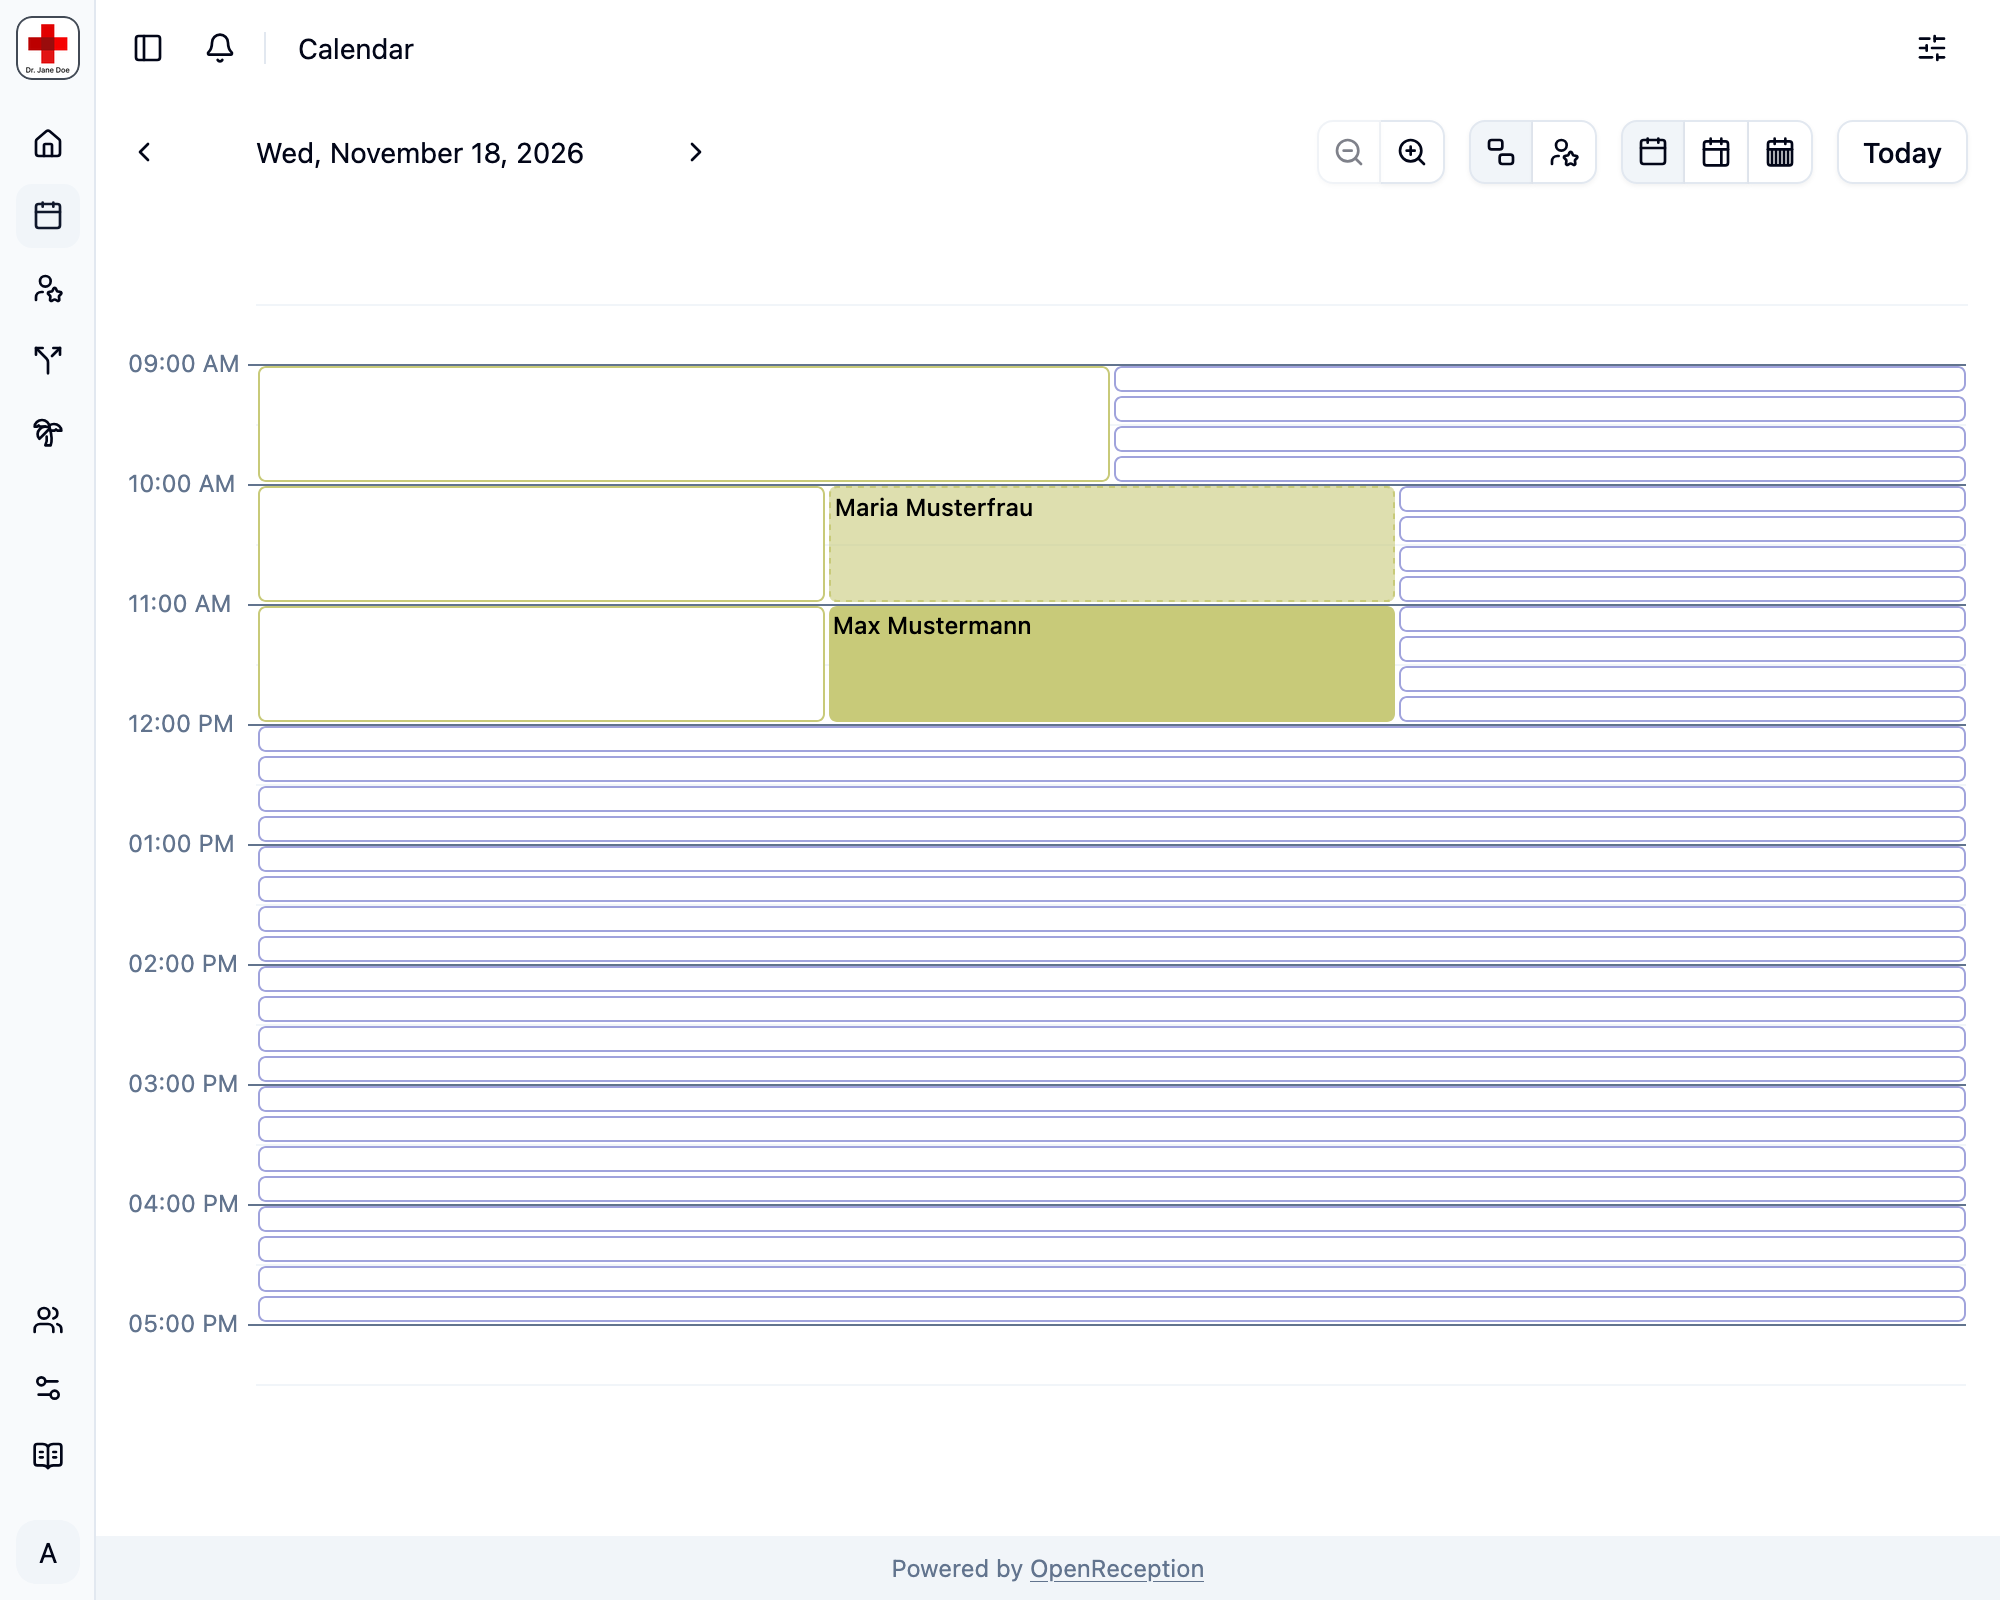 Dr. Jane Doe
Calendar
Wed, November 18, 2026
Today
09:00 AM
10:00 AM
Maria Musterfrau
11:00 AM
Max Mustermann
12:00 PM
01:00 PM
02:00 PM
03:00 PM
04:00 PM
05:00 PM
A
Powered by OpenReception